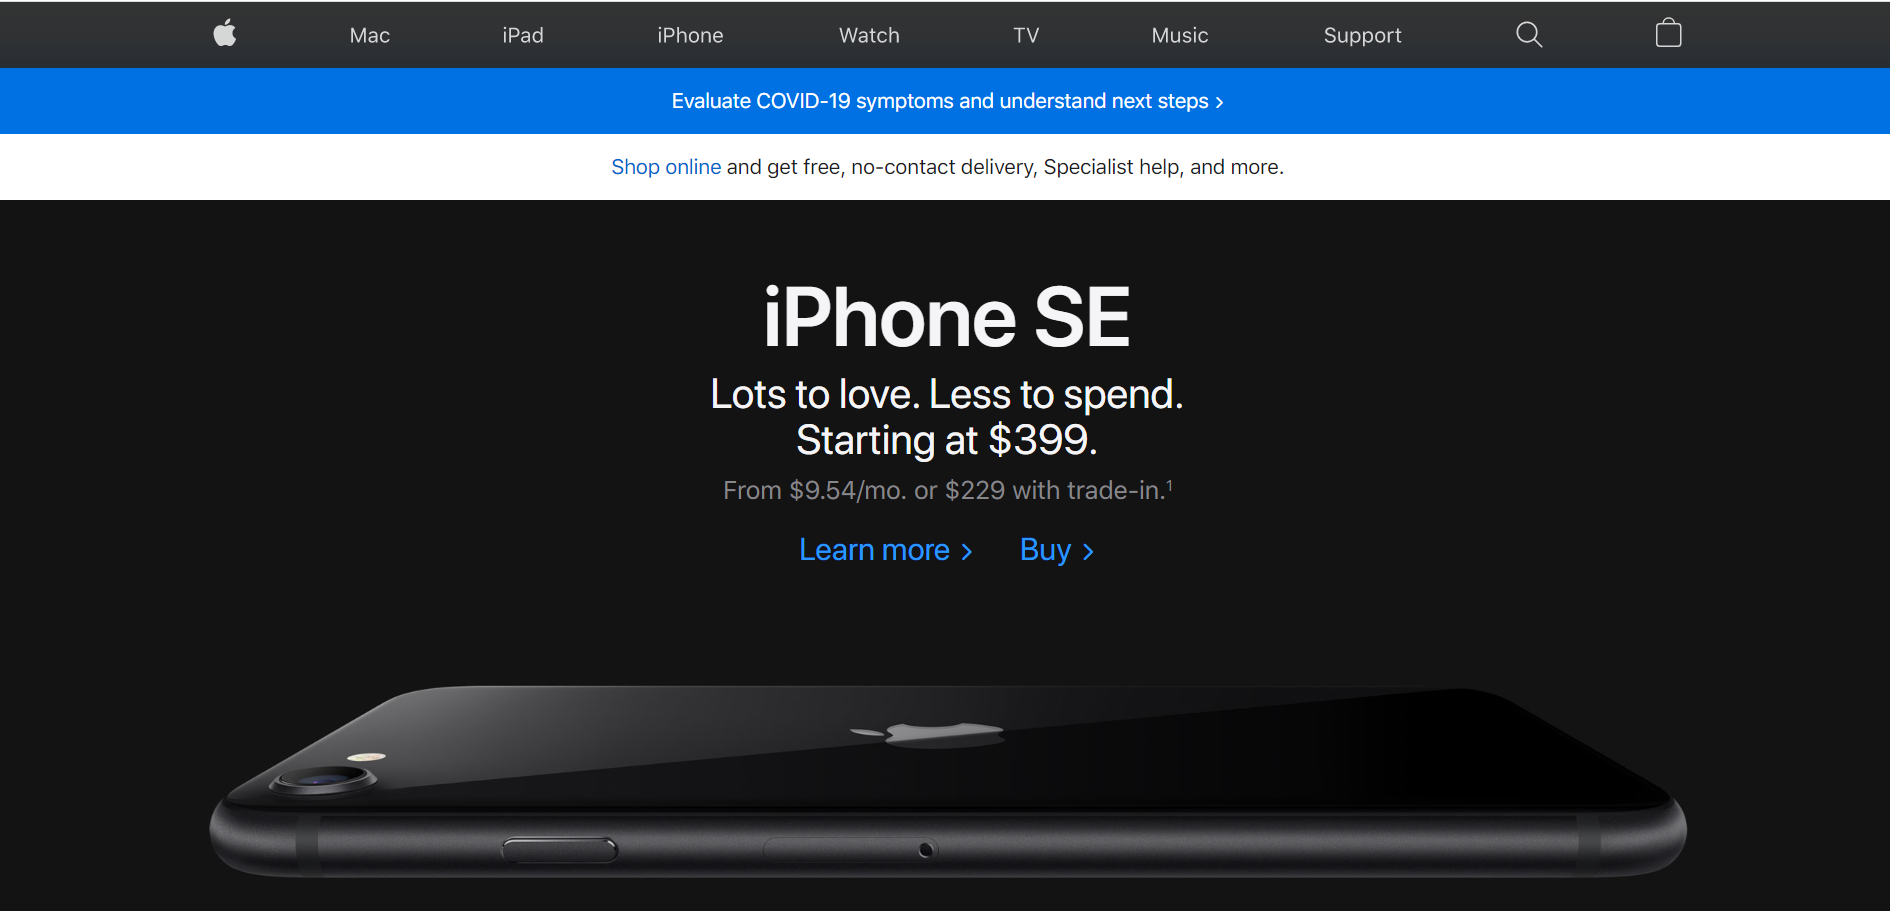 Mac iPad iPhone Watch TV Music Support
Evaluate COVID-19 symptoms and understand next steps >
Shop online and get free, no-contact delivery, Specialist help, and more.
iPhone SE
Lots to love. Less to spend.
Starting at $399.
From $9.54/mo. or $229 with trade-in.¹
Learn more > Buy >